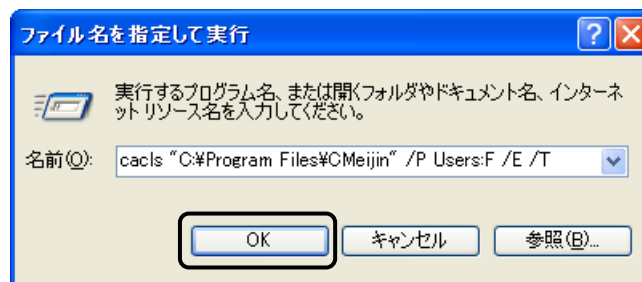 ファイル名を指定して実行
実行するプログラム名、または開くフォルダやドキュメント名、インターネ
ット リソース名を入力してください。
名前(O): cacls "C:¥Program Files¥CMeijin" /P Users:F /E /T
OK キャンセル 参照(B)...